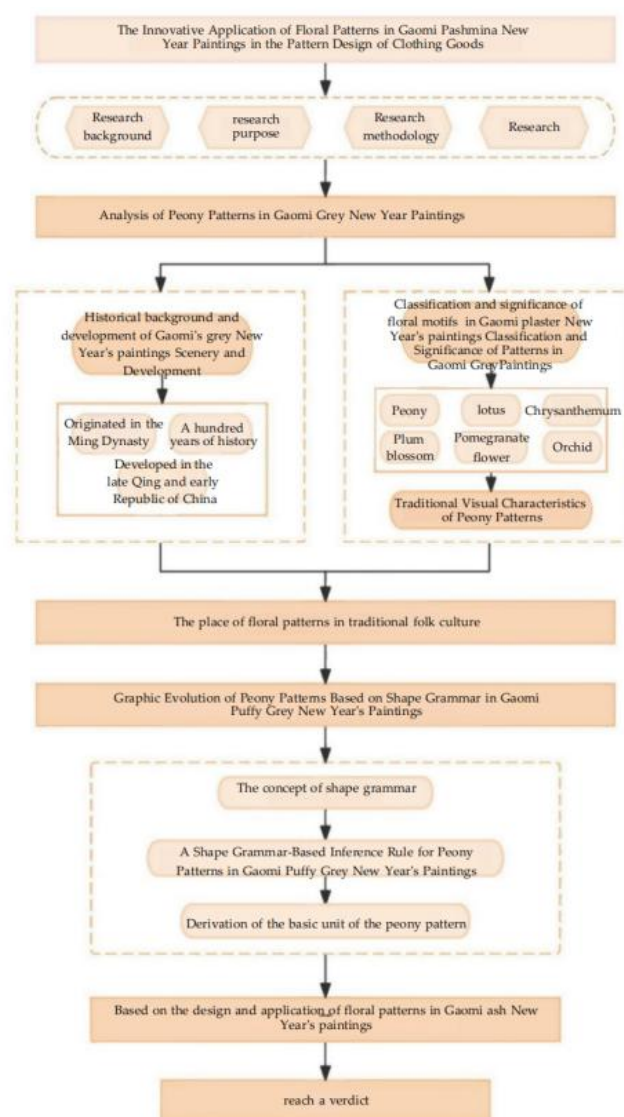 The Innovative Application of Floral Patterns in Gaomi Pashmina New
Year Paintings in the Pattern Design of Clothing Goods
Research
background
research
purpose
Research
methodology
Research
Analysis of Peony Patterns in Gaomi Grey New Year Paintings
Historical background and
development of Gaomi's grey New
Year's paintings Scenery and
Development
Originated in the
Ming Dynasty
A hundred
years of history
Developed in the
late Qing and early
Republic of China
Classification and significance of
floral motifs in Gaomi plaster New
Year's paintings Classification and
Significance of Patterns in
Gaomi GreyPaintings
Peony
lotus
Chrysanthemum
Plum
blossom
Pomegranate
flower
Orchid
Traditional Visual Characteristics
of Peony Patterns
The place of floral patterns in traditional folk culture
Graphic Evolution of Peony Patterns Based on Shape Grammar in Gaomi
Puffy Grey New Year's Paintings
The concept of shape grammar
A Shape Grammar-Based Inference Rule for Peony
Patterns in Gaomi Puffy Grey New Year's Paintings
Derivation of the basic unit of the peony pattern
Based on the design and application of floral patterns in Gaomi ash New
Year's paintings
reach a verdict